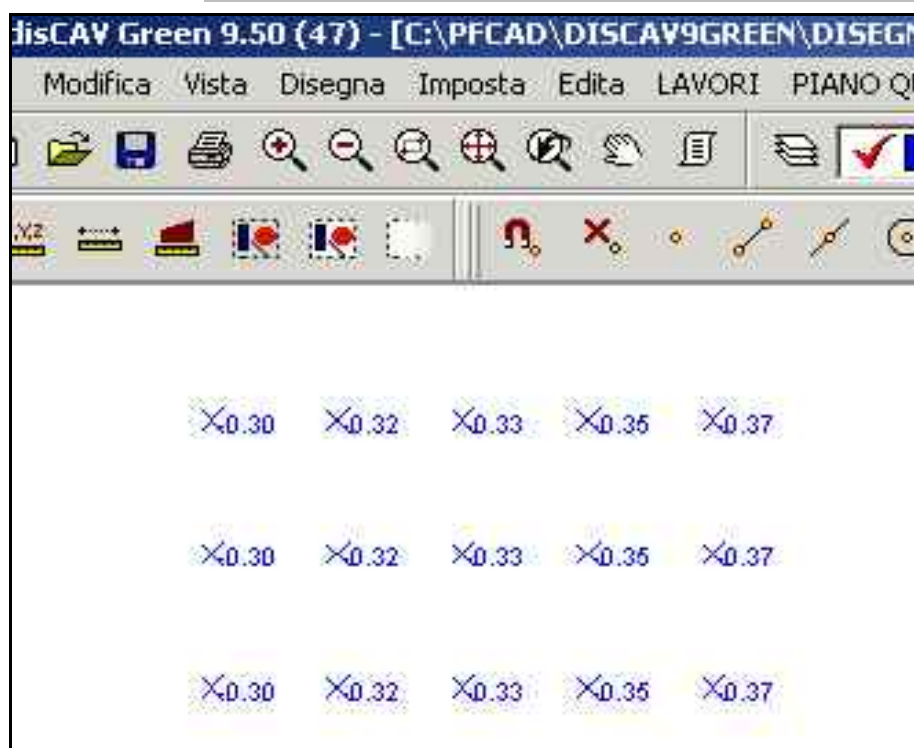 disCAV Green 9.50 (47) - [C:\PFCAD\DISCAV9GREEN\DISEGN
Modifica Vista Disegna Imposta Edita LAVORI PIANO QU
,Y,Z
0.30 0.32 0.33 0.35 0.37
0.30 0.32 0.33 0.35 0.37
0.30 0.32 0.33 0.35 0.37